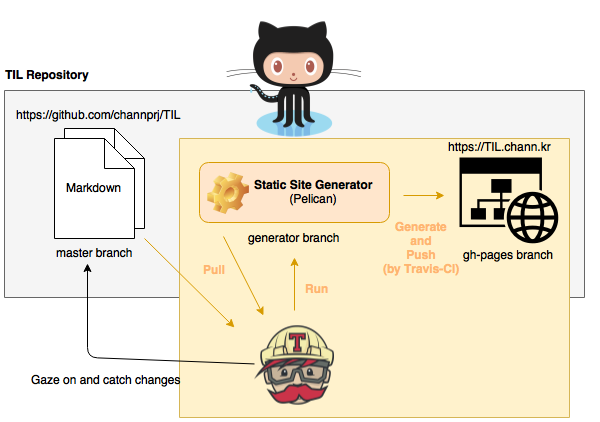 TIL Repository
https://github.com/channprj/TIL
https://TIL.chann.kr
Markdown
Static Site Generator
(Pelican)
master branch
generator branch
Generate
and
Push
(by Travis-CI)
gh-pages branch
Pull
Run
T
Gaze on and catch changes